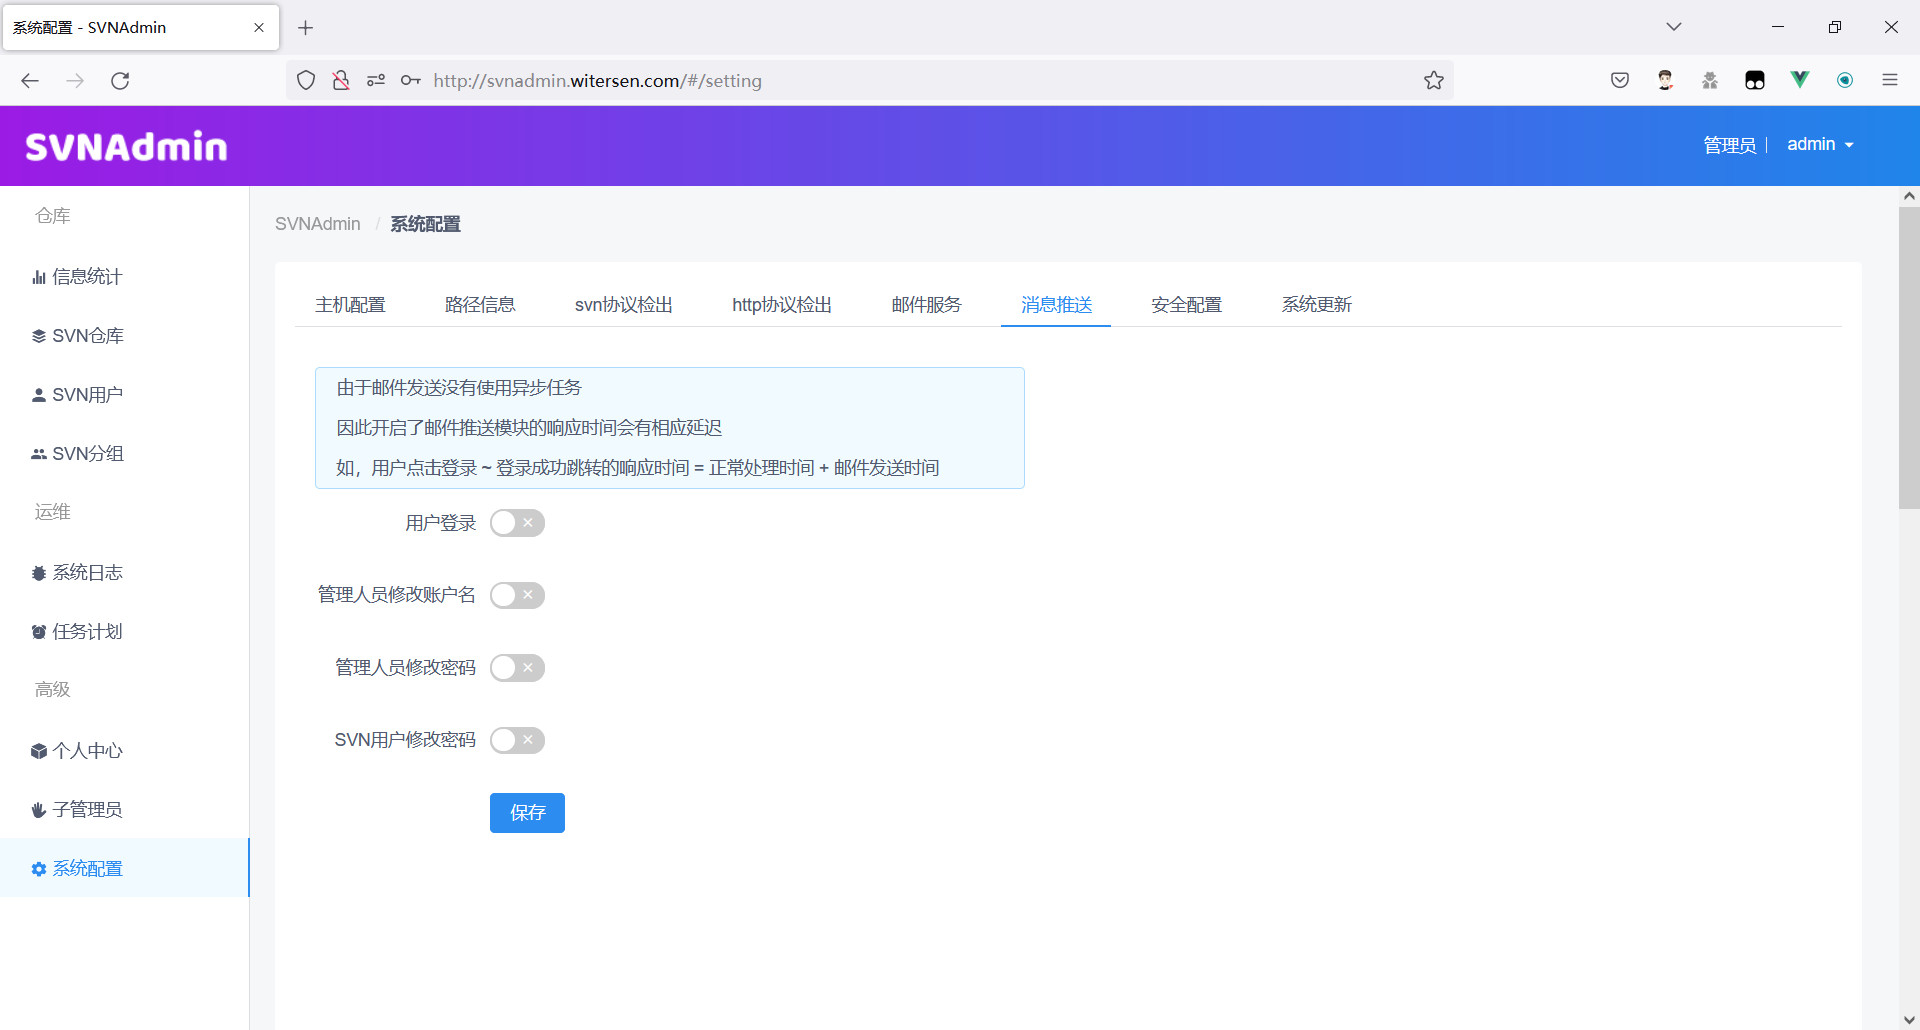 系统配置 - SVNAdmin
http://svnadmin.witersen.com/#/setting
SVNAdmin
管理员 | admin
仓库
信息统计
SVN仓库
SVN用户
SVN分组
运维
系统日志
任务计划
高级
个人中心
子管理员
系统配置
SVNAdmin / 系统配置
主机配置 路径信息 svn协议检出 http协议检出 邮件服务 消息推送 安全配置 系统更新
由于邮件发送没有使用异步任务
因此开启了邮件推送模块的响应时间会有相应延迟
如，用户点击登录 ~ 登录成功跳转的响应时间 = 正常处理时间 + 邮件发送时间
用户登录
管理人员修改账户名
管理人员修改密码
SVN用户修改密码
保存